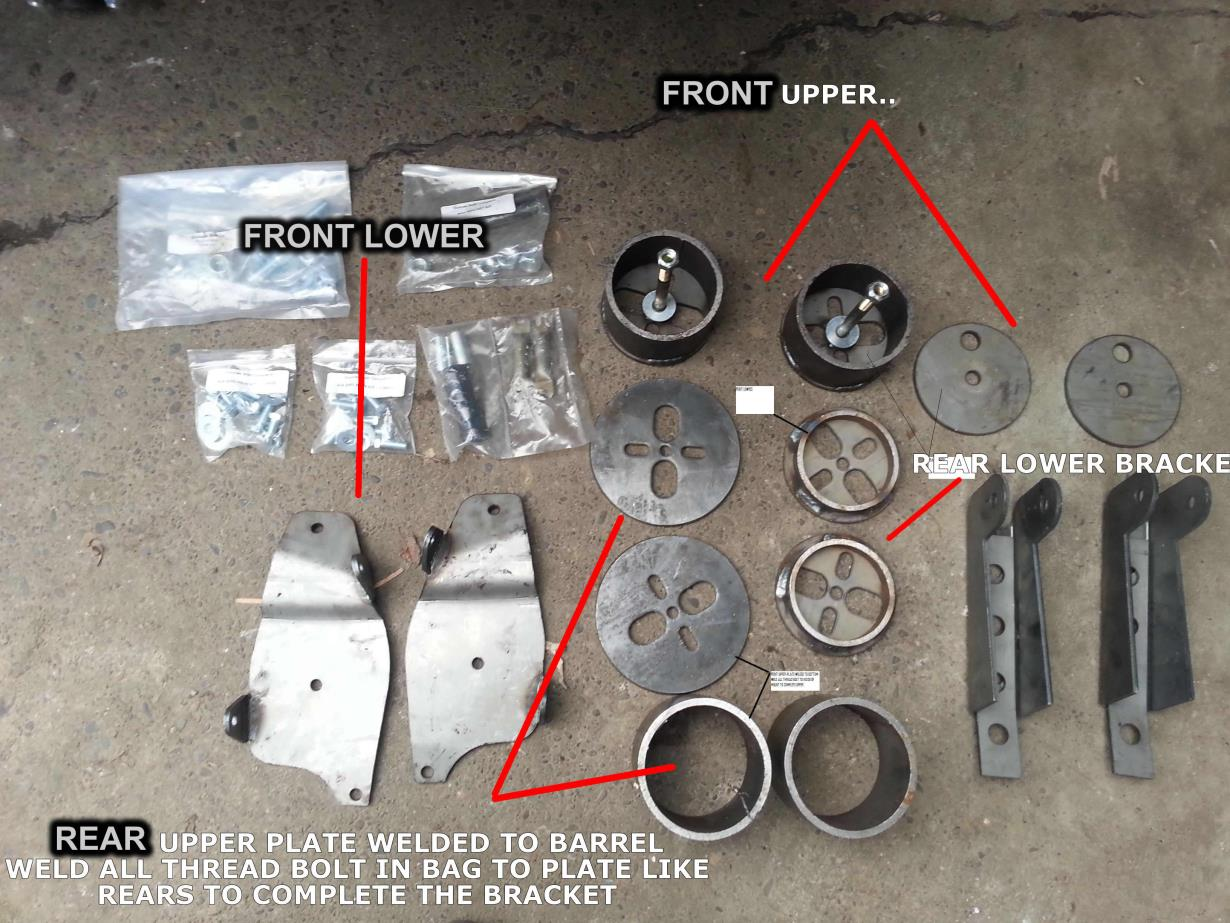 FRONT UPPER..
FRONT LOWER
REAR LOWER BRACKE
REAR UPPER PLATE WELDED TO BARREL
WELD ALL THREAD BOLT IN BAG TO PLATE LIKE
REARS TO COMPLETE THE BRACKET